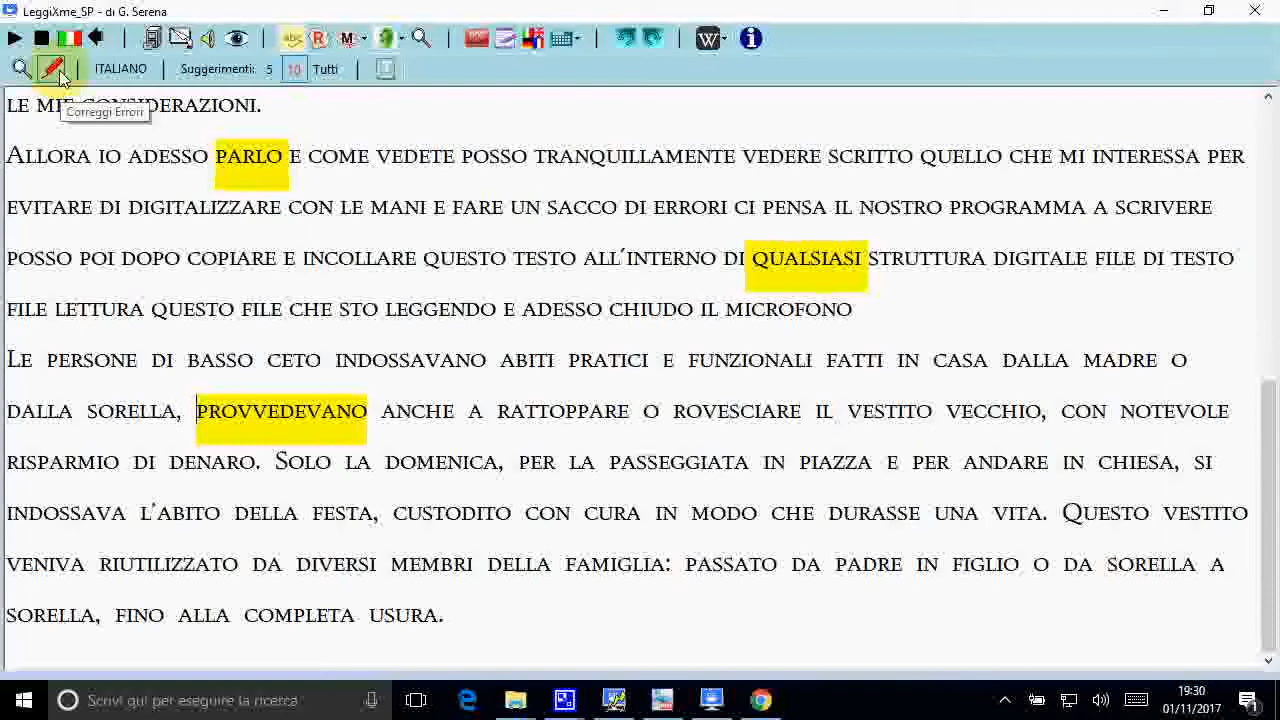 LeggiXme_SP - di G. Serena
abc R M W i
ITALIANO Suggerimenti: 5 10 Tutti T
LE MIE CONSIDERAZIONI.
Correggi Errori
ALLORA IO ADESSO PARLO E COME VEDETE POSSO TRANQUILLAMENTE VEDERE SCRITTO QUELLO CHE MI INTERESSA PER
EVITARE DI DIGITALIZZARE CON LE MANI E FARE UN SACCO DI ERRORI CI PENSA IL NOSTRO PROGRAMMA A SCRIVERE
POSSO POI DOPO COPIARE E INCOLLARE QUESTO TESTO ALL'INTERNO DI QUALSIASI STRUTTURA DIGITALE FILE DI TESTO
FILE LETTURA QUESTO FILE CHE STO LEGGENDO E ADESSO CHIUDO IL MICROFONO
LE PERSONE DI BASSO CETO INDOSSAVANO ABITI PRATICI E FUNZIONALI FATTI IN CASA DALLA MADRE O
DALLA SORELLA, PROVVEDEVANO ANCHE A RATTOPPARE O ROVESCIARE IL VESTITO VECCHIO, CON NOTEVOLE
RISPARMIO DI DENARO. SOLO LA DOMENICA, PER LA PASSEGGIATA IN PIAZZA E PER ANDARE IN CHIESA, SI
INDOSSAVA L'ABITO DELLA FESTA, CUSTODITO CON CURA IN MODO CHE DURASSE UNA VITA. QUESTO VESTITO
VENIVA RIUTILIZZATO DA DIVERSI MEMBRI DELLA FAMIGLIA: PASSATO DA PADRE IN FIGLIO O DA SORELLA A
SORELLA, FINO ALLA COMPLETA USURA.
Scrivi qui per eseguire la ricerca
19:30
01/11/2017
1